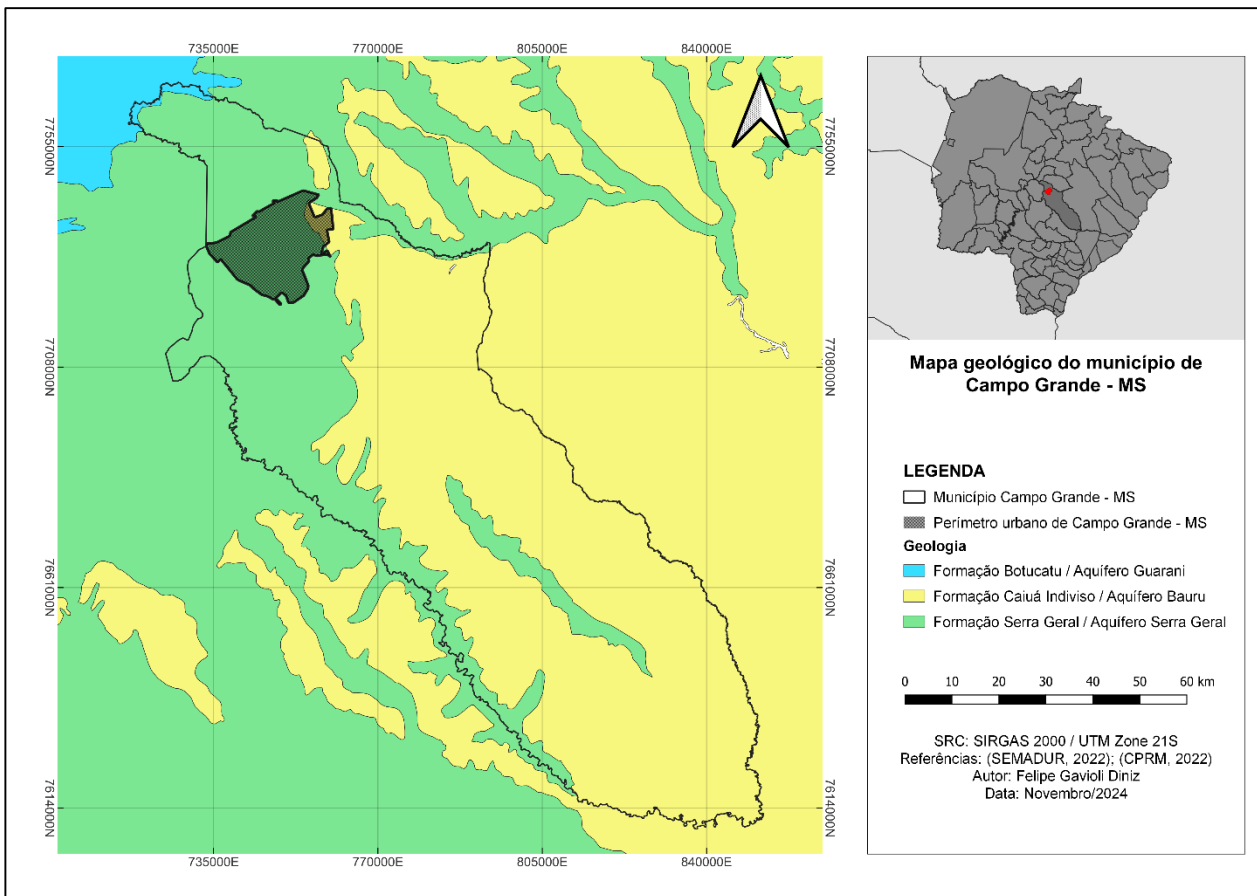 735000E 770000E 805000E 840000E
7755000N 7755000N
7708000N 7708000N
7661000N 7661000N
7614000N 7614000N
735000E 770000E 805000E 840000E
Mapa geológico do município de
Campo Grande - MS
LEGENDA
Município Campo Grande - MS
Perímetro urbano de Campo Grande - MS
Geologia
Formação Botucatu / Aquífero Guarani
Formação Caiuá Indiviso / Aquífero Bauru
Formação Serra Geral / Aquífero Serra Geral
0 10 20 30 40 50 60 km
SRC: SIRGAS 2000 / UTM Zone 21S
Referências: (SEMADUR, 2022); (CPRM, 2022)
Autor: Felipe Gavioli Diniz
Data: Novembro/2024